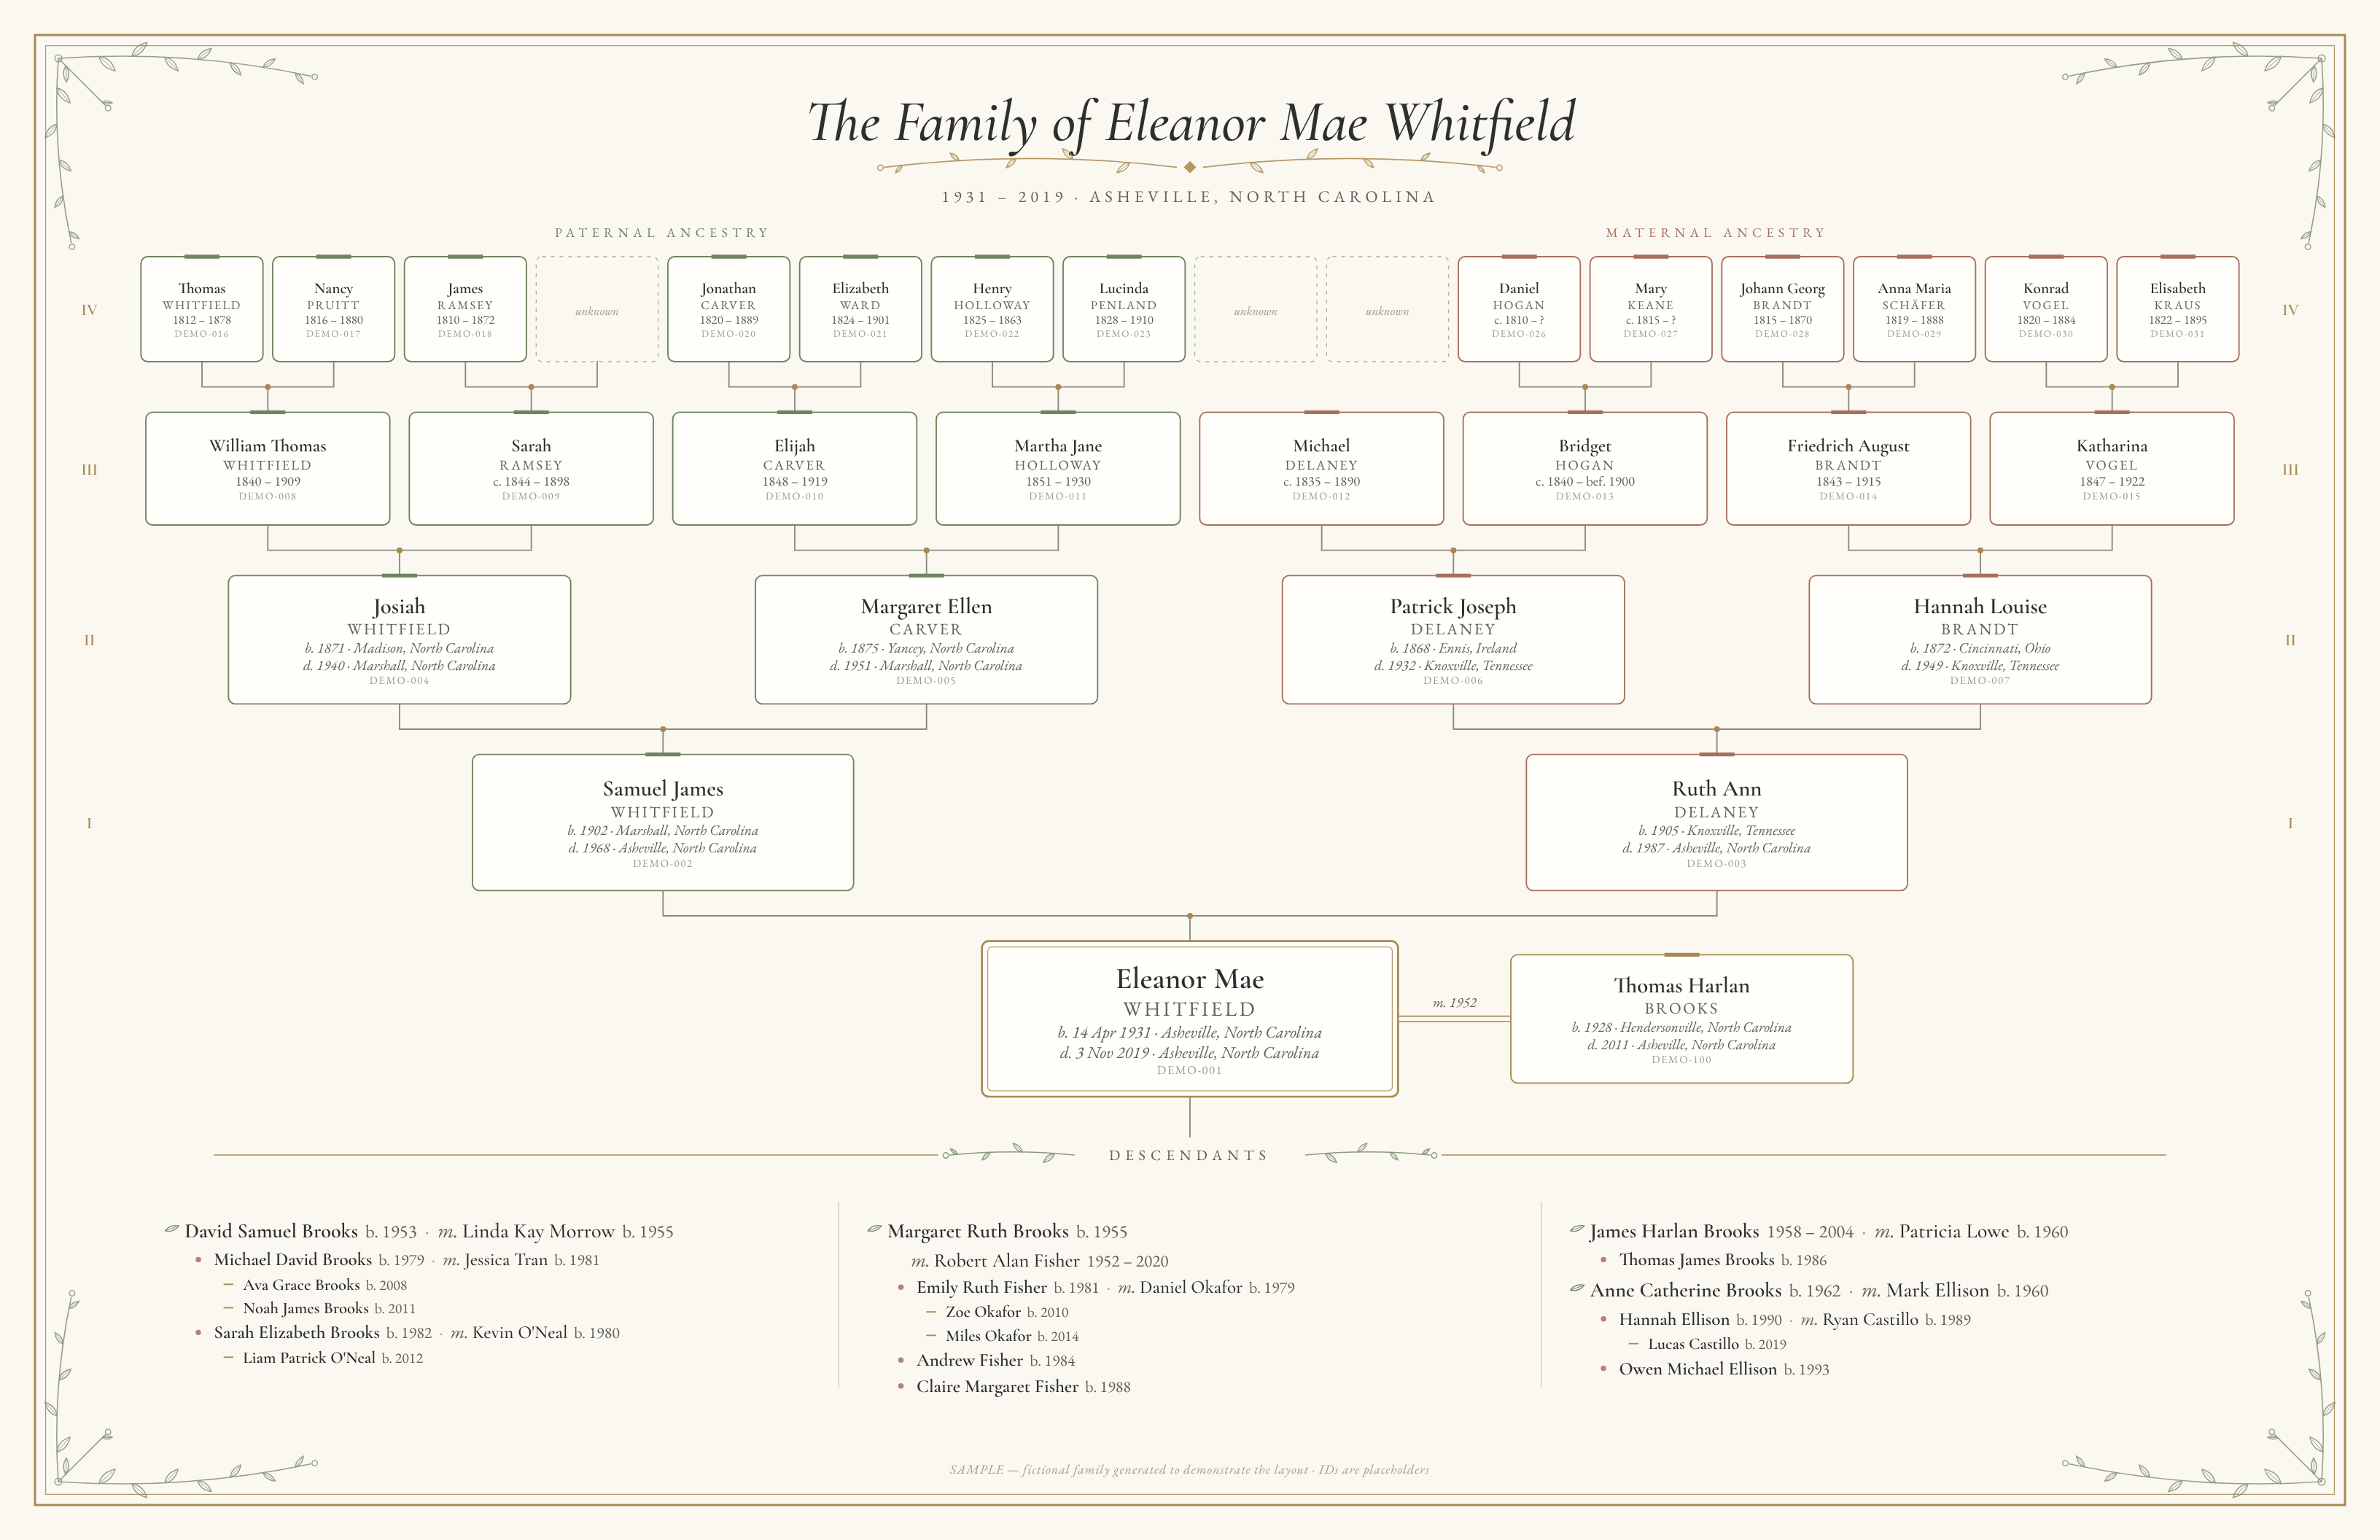 The Family of Eleanor Mae Whitfield
1931 – 2019 · ASHEVILLE, NORTH CAROLINA
PATERNAL ANCESTRY
MATERNAL ANCESTRY
IV
Thomas
WHITFIELD
1812 – 1878
DEMO-016
Nancy
PRUITT
1816 – 1880
DEMO-017
James
RAMSEY
1810 – 1872
DEMO-018
unknown
Jonathan
CARVER
1820 – 1889
DEMO-020
Elizabeth
WARD
1824 – 1901
DEMO-021
Henry
HOLLOWAY
1825 – 1863
DEMO-022
Lucinda
PENLAND
1828 – 1910
DEMO-023
unknown
unknown
Daniel
HOGAN
c. 1810 – ?
DEMO-026
Mary
KEANE
c. 1815 – ?
DEMO-027
Johann Georg
BRANDT
1815 – 1870
DEMO-028
Anna Maria
SCHÄFER
1819 – 1888
DEMO-029
Konrad
VOGEL
1820 – 1884
DEMO-030
Elisabeth
KRAUS
1822 – 1895
DEMO-031
IV
III
William Thomas
WHITFIELD
1840 – 1909
DEMO-008
Sarah
RAMSEY
c. 1844 – 1898
DEMO-009
Elijah
CARVER
1848 – 1919
DEMO-010
Martha Jane
HOLLOWAY
1851 – 1930
DEMO-011
Michael
DELANEY
c. 1835 – 1890
DEMO-012
Bridget
HOGAN
c. 1840 – bef. 1900
DEMO-013
Friedrich August
BRANDT
1843 – 1915
DEMO-014
Katharina
VOGEL
1847 – 1922
DEMO-015
III
II
Josiah
WHITFIELD
b. 1871 · Madison, North Carolina
d. 1940 · Marshall, North Carolina
DEMO-004
Margaret Ellen
CARVER
b. 1875 · Yancey, North Carolina
d. 1951 · Marshall, North Carolina
DEMO-005
Patrick Joseph
DELANEY
b. 1868 · Ennis, Ireland
d. 1932 · Knoxville, Tennessee
DEMO-006
Hannah Louise
BRANDT
b. 1872 · Cincinnati, Ohio
d. 1949 · Knoxville, Tennessee
DEMO-007
II
I
Samuel James
WHITFIELD
b. 1902 · Marshall, North Carolina
d. 1968 · Asheville, North Carolina
DEMO-002
Ruth Ann
DELANEY
b. 1905 · Knoxville, Tennessee
d. 1987 · Asheville, North Carolina
DEMO-003
I
Eleanor Mae
WHITFIELD
b. 14 Apr 1931 · Asheville, North Carolina
d. 3 Nov 2019 · Asheville, North Carolina
DEMO-001
m. 1952
Thomas Harlan
BROOKS
b. 1928 · Hendersonville, North Carolina
d. 2011 · Asheville, North Carolina
DEMO-100
DESCENDANTS
David Samuel Brooks b. 1953 · m. Linda Kay Morrow b. 1955
• Michael David Brooks b. 1979 · m. Jessica Tran b. 1981
– Ava Grace Brooks b. 2008
– Noah James Brooks b. 2011
• Sarah Elizabeth Brooks b. 1982 · m. Kevin O'Neal b. 1980
– Liam Patrick O'Neal b. 2012
Margaret Ruth Brooks b. 1955
m. Robert Alan Fisher 1952 – 2020
• Emily Ruth Fisher b. 1981 · m. Daniel Okafor b. 1979
– Zoe Okafor b. 2010
– Miles Okafor b. 2014
• Andrew Fisher b. 1984
• Claire Margaret Fisher b. 1988
James Harlan Brooks 1958 – 2004 · m. Patricia Lowe b. 1960
• Thomas James Brooks b. 1986
Anne Catherine Brooks b. 1962 · m. Mark Ellison b. 1960
• Hannah Ellison b. 1990 · m. Ryan Castillo b. 1989
– Lucas Castillo b. 2019
• Owen Michael Ellison b. 1993
SAMPLE — fictional family generated to demonstrate the layout · IDs are placeholders